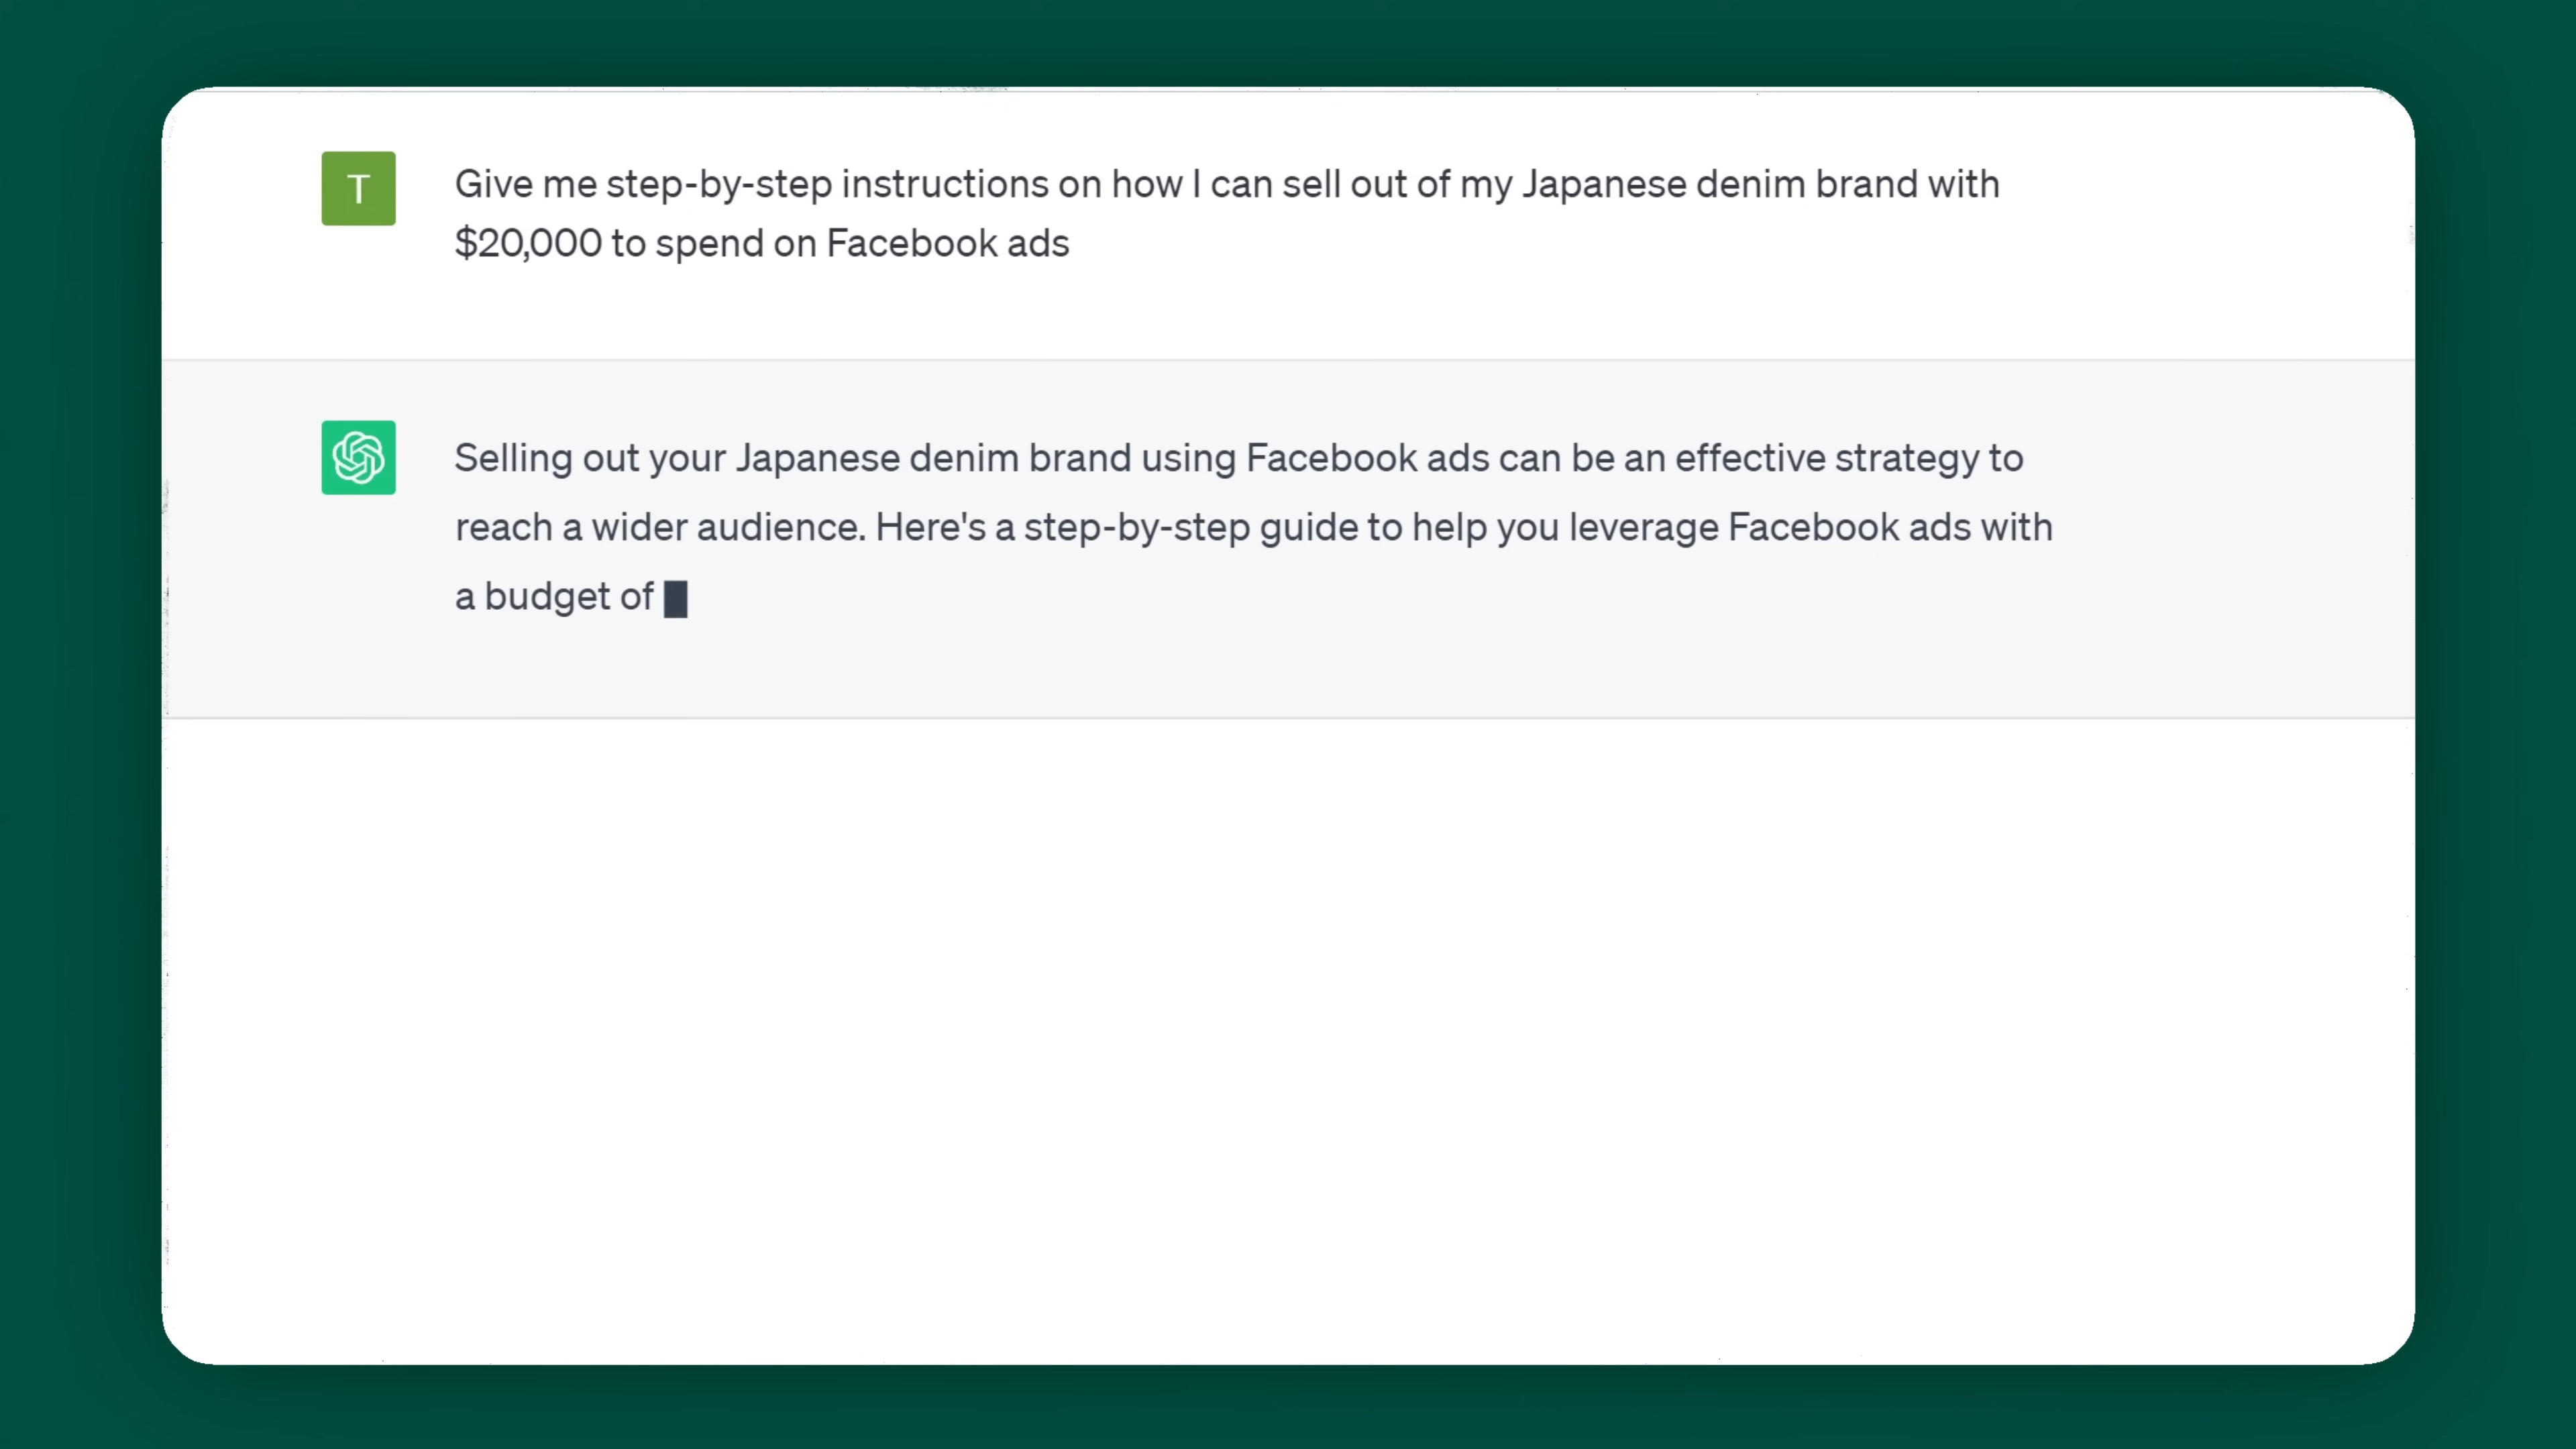 T
Give me step-by-step instructions on how I can sell out of my Japanese denim brand with
$20,000 to spend on Facebook ads
Selling out your Japanese denim brand using Facebook ads can be an effective strategy to
reach a wider audience. Here's a step-by-step guide to help you leverage Facebook ads with
a budget of